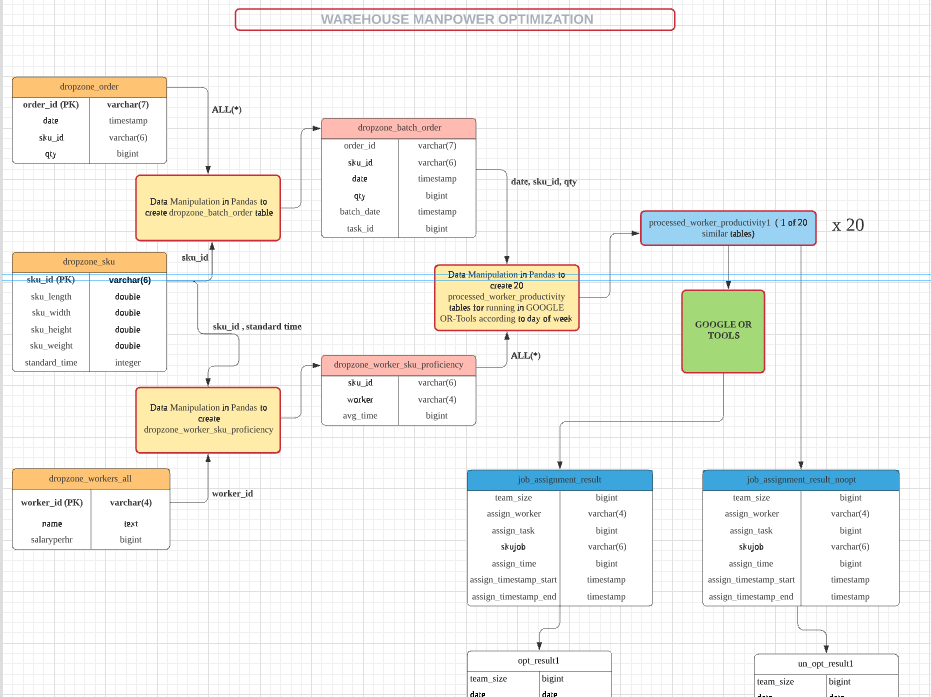 WAREHOUSE MANPOWER OPTIMIZATION
dropzone_order
order_id (PK) varchar(7)
date timestamp
sku_id varchar(6)
qty bigint
ALL(*)
Data Manipulation in Pandas to
create dropzone_batch_order table
dropzone_batch_order
order_id varchar(7)
sku_id varchar(6)
date timestamp
qty bigint
batch_date timestamp
task_id bigint
date, sku_id, qty
dropzone_sku
sku_id (PK) varchar(6)
sku_length double
sku_width double
sku_height double
sku_weight double
standard_time integer
sku_id
sku_id , standard time
Data Manipulation in Pandas to
create 20
processed_worker_productivity
tables for running in GOOGLE
OR-Tools according to day of week
processed_worker_productivity1 ( 1 of 20
similar tables)
x 20
GOOGLE OR
TOOLS
ALL(*)
dropzone_worker_sku_proficiency
sku_id varchar(6)
worker varchar(4)
avg_time bigint
Data Manipulation in Pandas to
create
dropzone_worker_sku_proficiency
dropzone_workers_all
worker_id (PK) varchar(4)
name text
salaryperhr bigint
worker_id
job_assignment_result
team_size bigint
assign_worker varchar(4)
assign_task bigint
skujob varchar(6)
assign_time bigint
assign_timestamp_start timestamp
assign_timestamp_end timestamp
job_assignment_result_noopt
team_size bigint
assign_worker varchar(4)
assign_task bigint
skujob varchar(6)
assign_time bigint
assign_timestamp_start timestamp
assign_timestamp_end timestamp
opt_result1
team_size bigint
date date
un_opt_result1
team_size bigint
date date